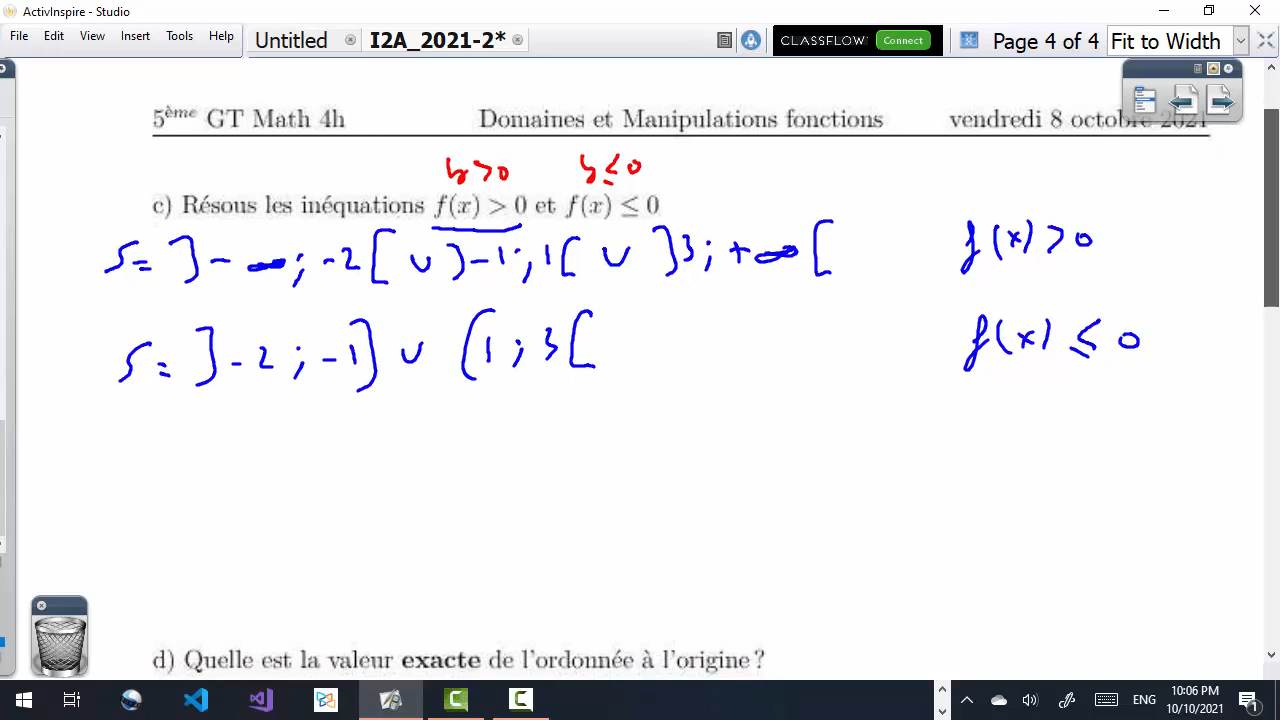 ActivInspire - Studio
File Edit View Insert Tools Help
Untitled
I2A_2021-2*
CLASSFLOW Connect
Page 4 of 4
Fit to Width
5ème GT Math 4h Domaines et Manipulations fonctions vendredi 8 octobre 2021
y > 0 y ≤ 0
c) Résous les inéquations f(x) > 0 et f(x) ≤ 0
S = ]-∞ ; -2[ ∪ ]-1 ; 1[ ∪ ]3 ; +∞[ f(x) > 0
S = ]-2 ; -1] ∪ [1 ; 3[ f(x) ≤ 0
d) Quelle est la valeur exacte de l'ordonnée à l'origine ?
ENG
10:06 PM
10/10/2021
1